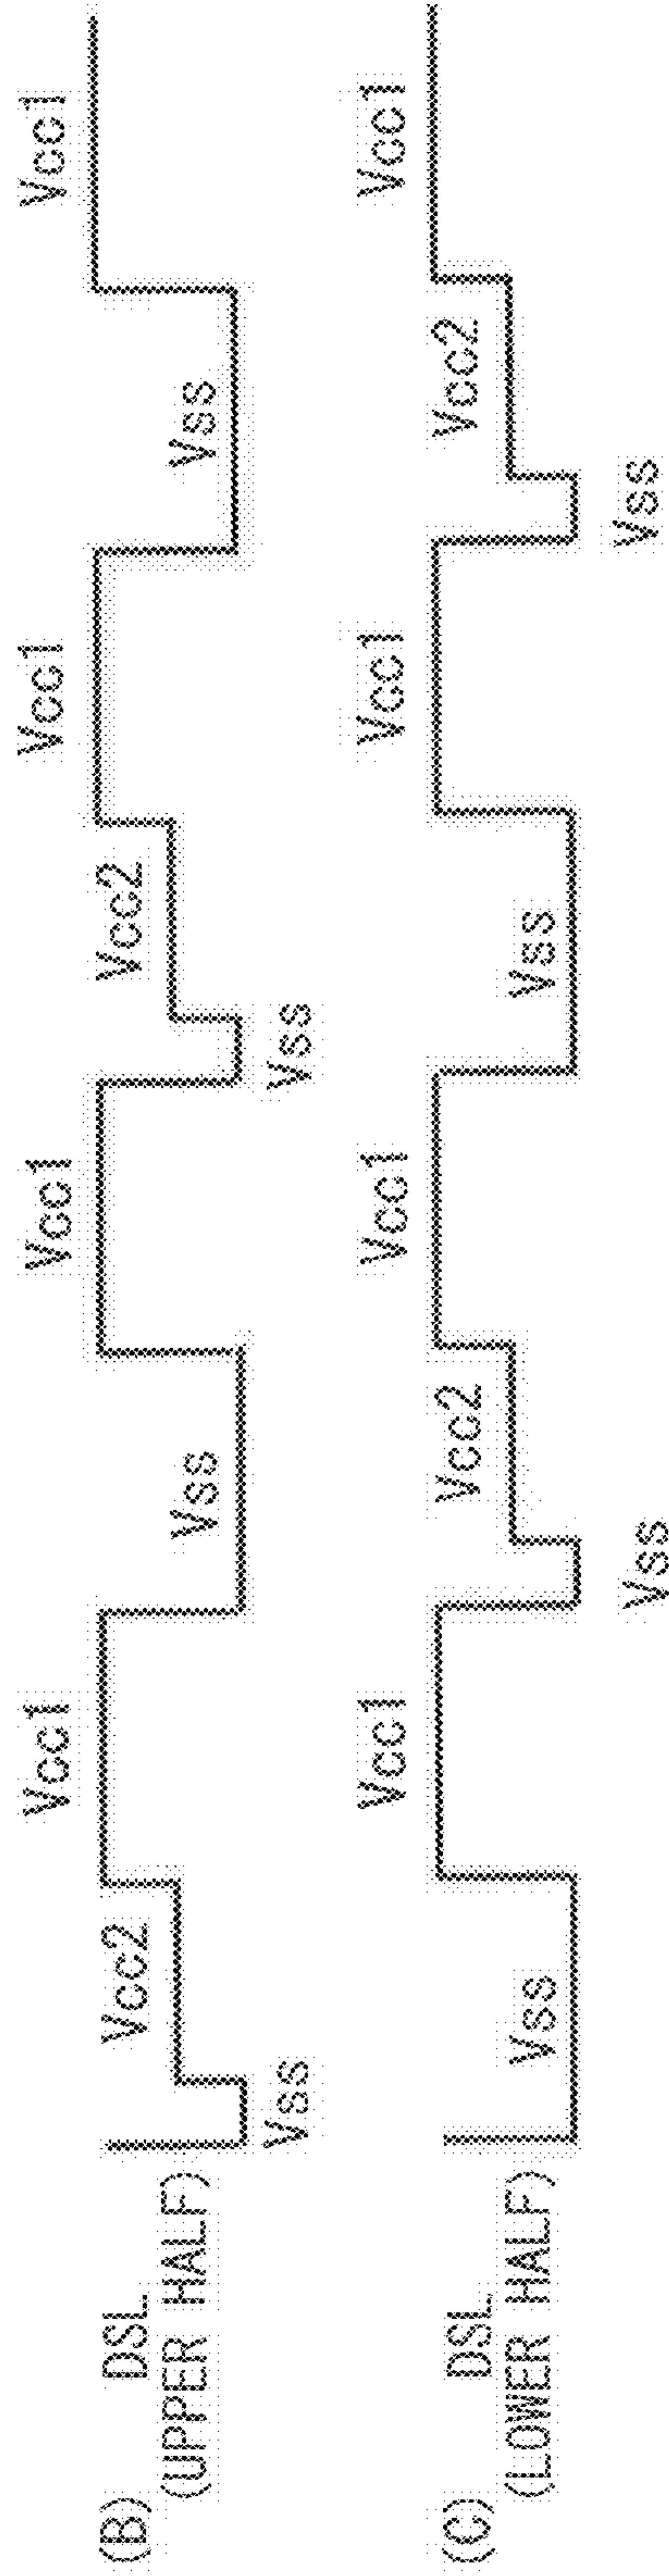 (B) DSL
(UPPER HALF)
Vss
Vcc2
Vcc1
Vss
Vcc1
Vss
Vcc2
Vcc1
Vss
Vcc1
(C) DSL
(LOWER HALF)
Vss
Vcc1
Vss
Vcc2
Vcc1
Vss
Vcc1
Vss
Vcc2
Vcc1